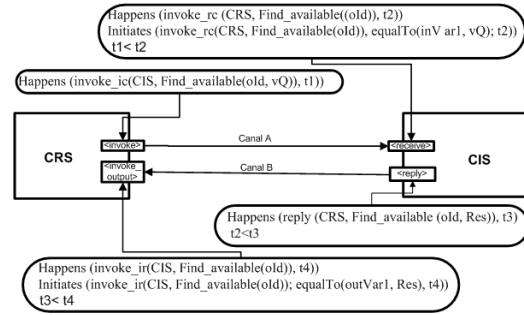 Happens (invoke_rc (CRS, Find_available((oId)), t2))
Initiates (invoke_rc(CRS, Find_available(oId)), equalTo(inV ar1, vQ); t2))
t1< t2
Happens (invoke_ic(CIS, Find_available(oId, vQ)), t1))
CRS
<invoke>
Canal A
<receive>
CIS
<invoke_
output>
Canal B
<reply>
Happens (reply (CRS, Find_available (oId, Res)), t3)
t2<t3
Happens (invoke_ir(CIS, Find_available(oId)), t4))
Initiates (invoke_ir(CIS, Find_available(oId)); equalTo(outVar1, Res), t4))
t3< t4